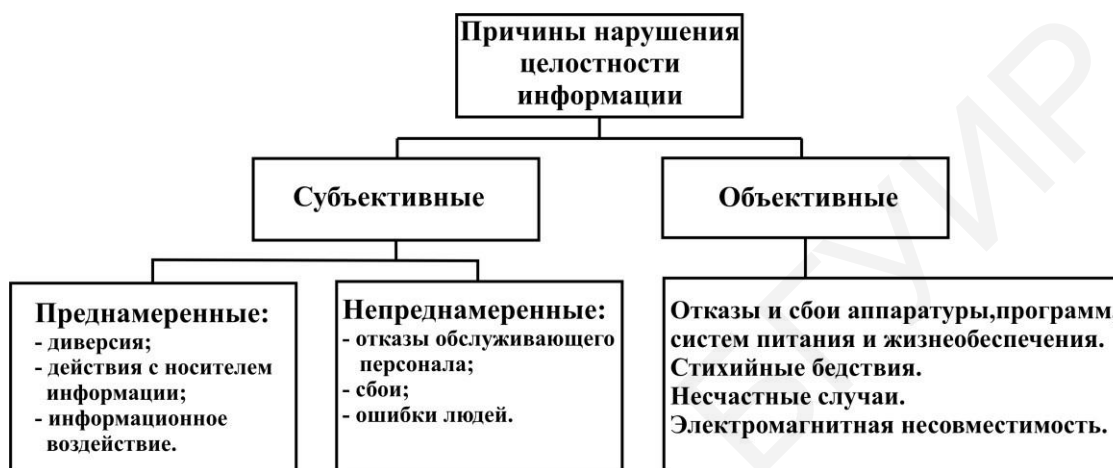 Причины нарушения
целостности
информации
Субъективные
Объективные
Преднамеренные:
- диверсия;
- действия с носителем
информации;
- информационное
воздействие.
Непреднамеренные:
- отказы обслуживающего
персонала;
- сбои;
- ошибки людей.
Отказы и сбои аппаратуры,программ,
систем питания и жизнеобеспечения.
Стихийные бедствия.
Несчастные случаи.
Электромагнитная несовместимость.
БГУИР